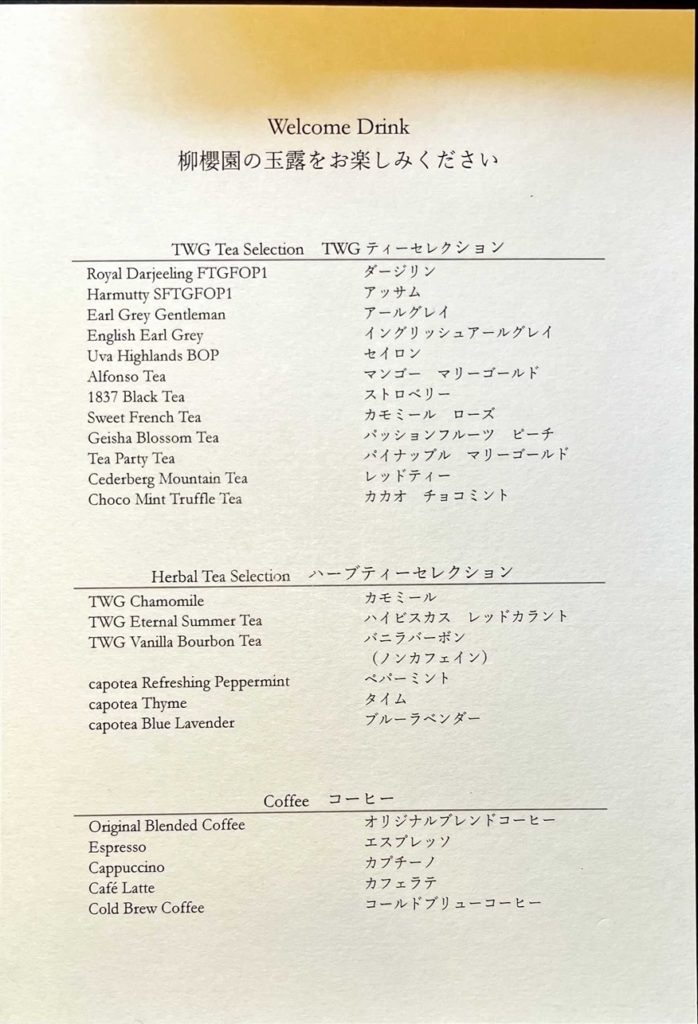 Welcome Drink
柳櫻園の玉露をお楽しみください
TWG Tea Selection　TWG ティーセレクション
Royal Darjeeling FTGFOP1　ダージリン
Harmutty SFTGFOP1　アッサム
Earl Grey Gentleman　アールグレイ
English Earl Grey　イングリッシュアールグレイ
Uva Highlands BOP　セイロン
Alfonso Tea　マンゴー　マリーゴールド
1837 Black Tea　ストロベリー
Sweet French Tea　カモミール　ローズ
Geisha Blossom Tea　パッションフルーツ　ピーチ
Tea Party Tea　パイナップル　マリーゴールド
Cederberg Mountain Tea　レッドティー
Choco Mint Truffle Tea　カカオ　チョコミント
Herbal Tea Selection　ハーブティーセレクション
TWG Chamomile　カモミール
TWG Eternal Summer Tea　ハイビスカス　レッドカラント
TWG Vanilla Bourbon Tea　バニラバーボン
（ノンカフェイン）
capotea Refreshing Peppermint　ペパーミント
capotea Thyme　タイム
capotea Blue Lavender　ブルーラベンダー
Coffee　コーヒー
Original Blended Coffee　オリジナルブレンドコーヒー
Espresso　エスプレッソ
Cappuccino　カプチーノ
Café Latte　カフェラテ
Cold Brew Coffee　コールドブリューコーヒー